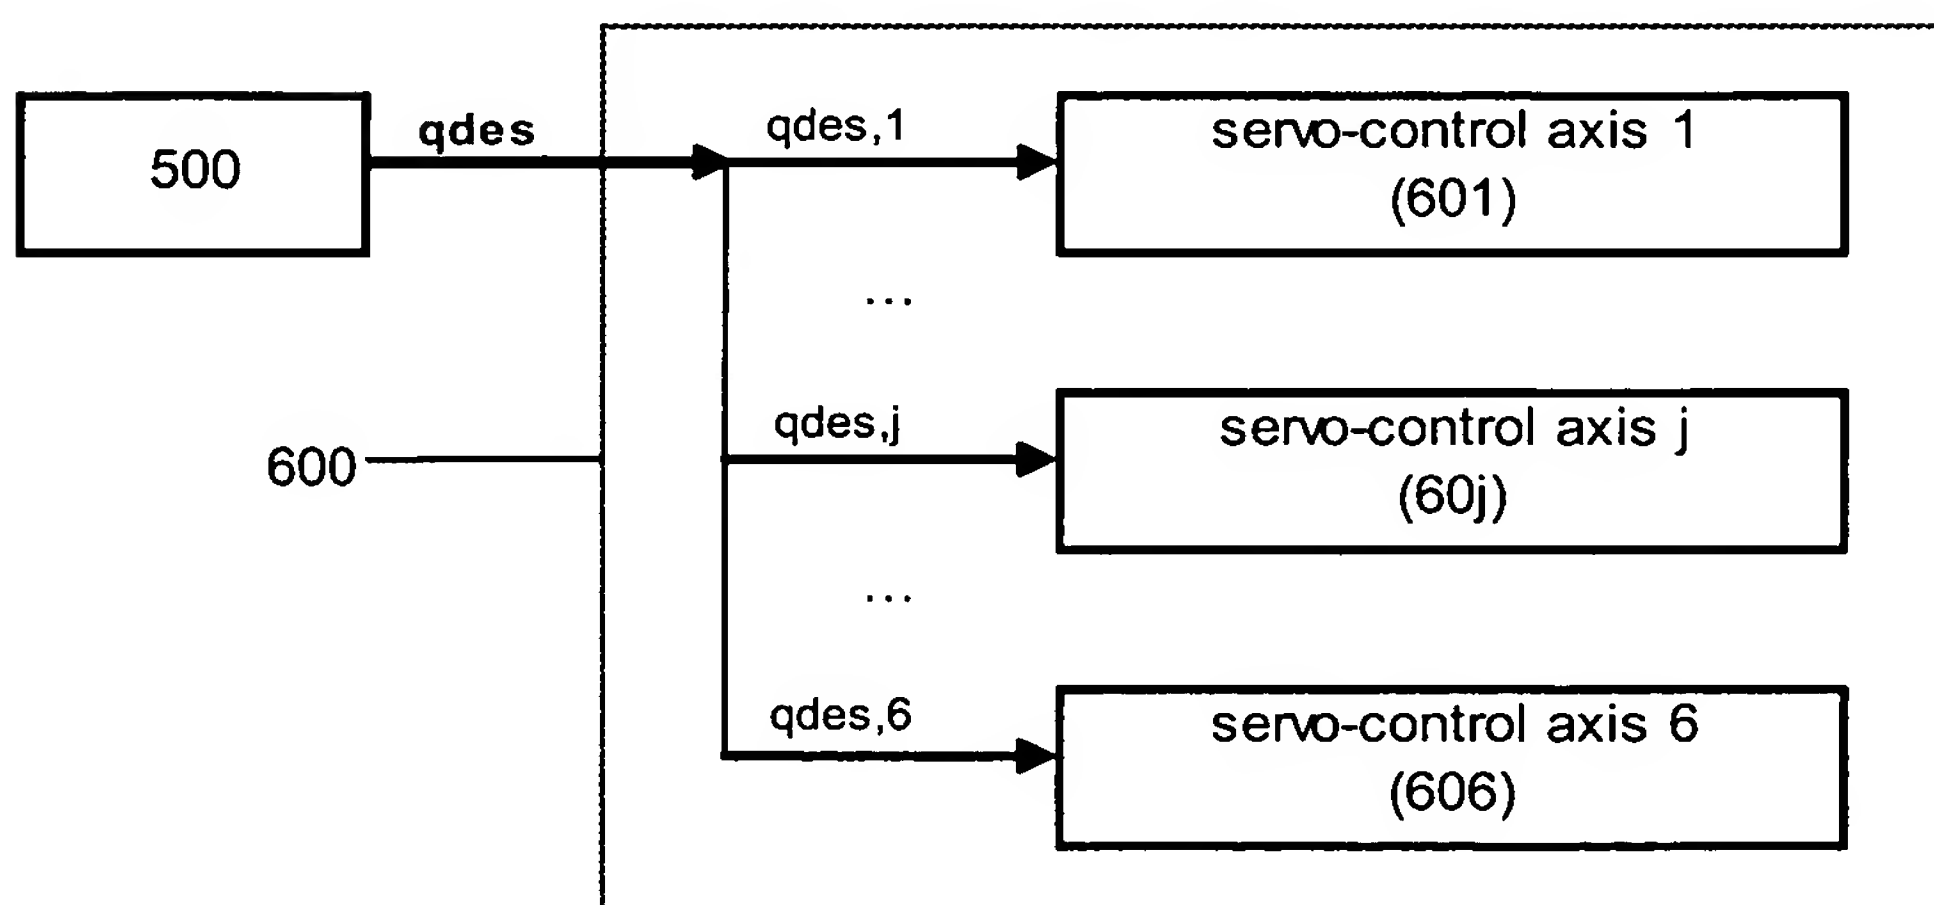 500
qdes
qdes,1
servo-control axis 1
(601)
...
600
qdes,j
servo-control axis j
(60j)
...
qdes,6
servo-control axis 6
(606)